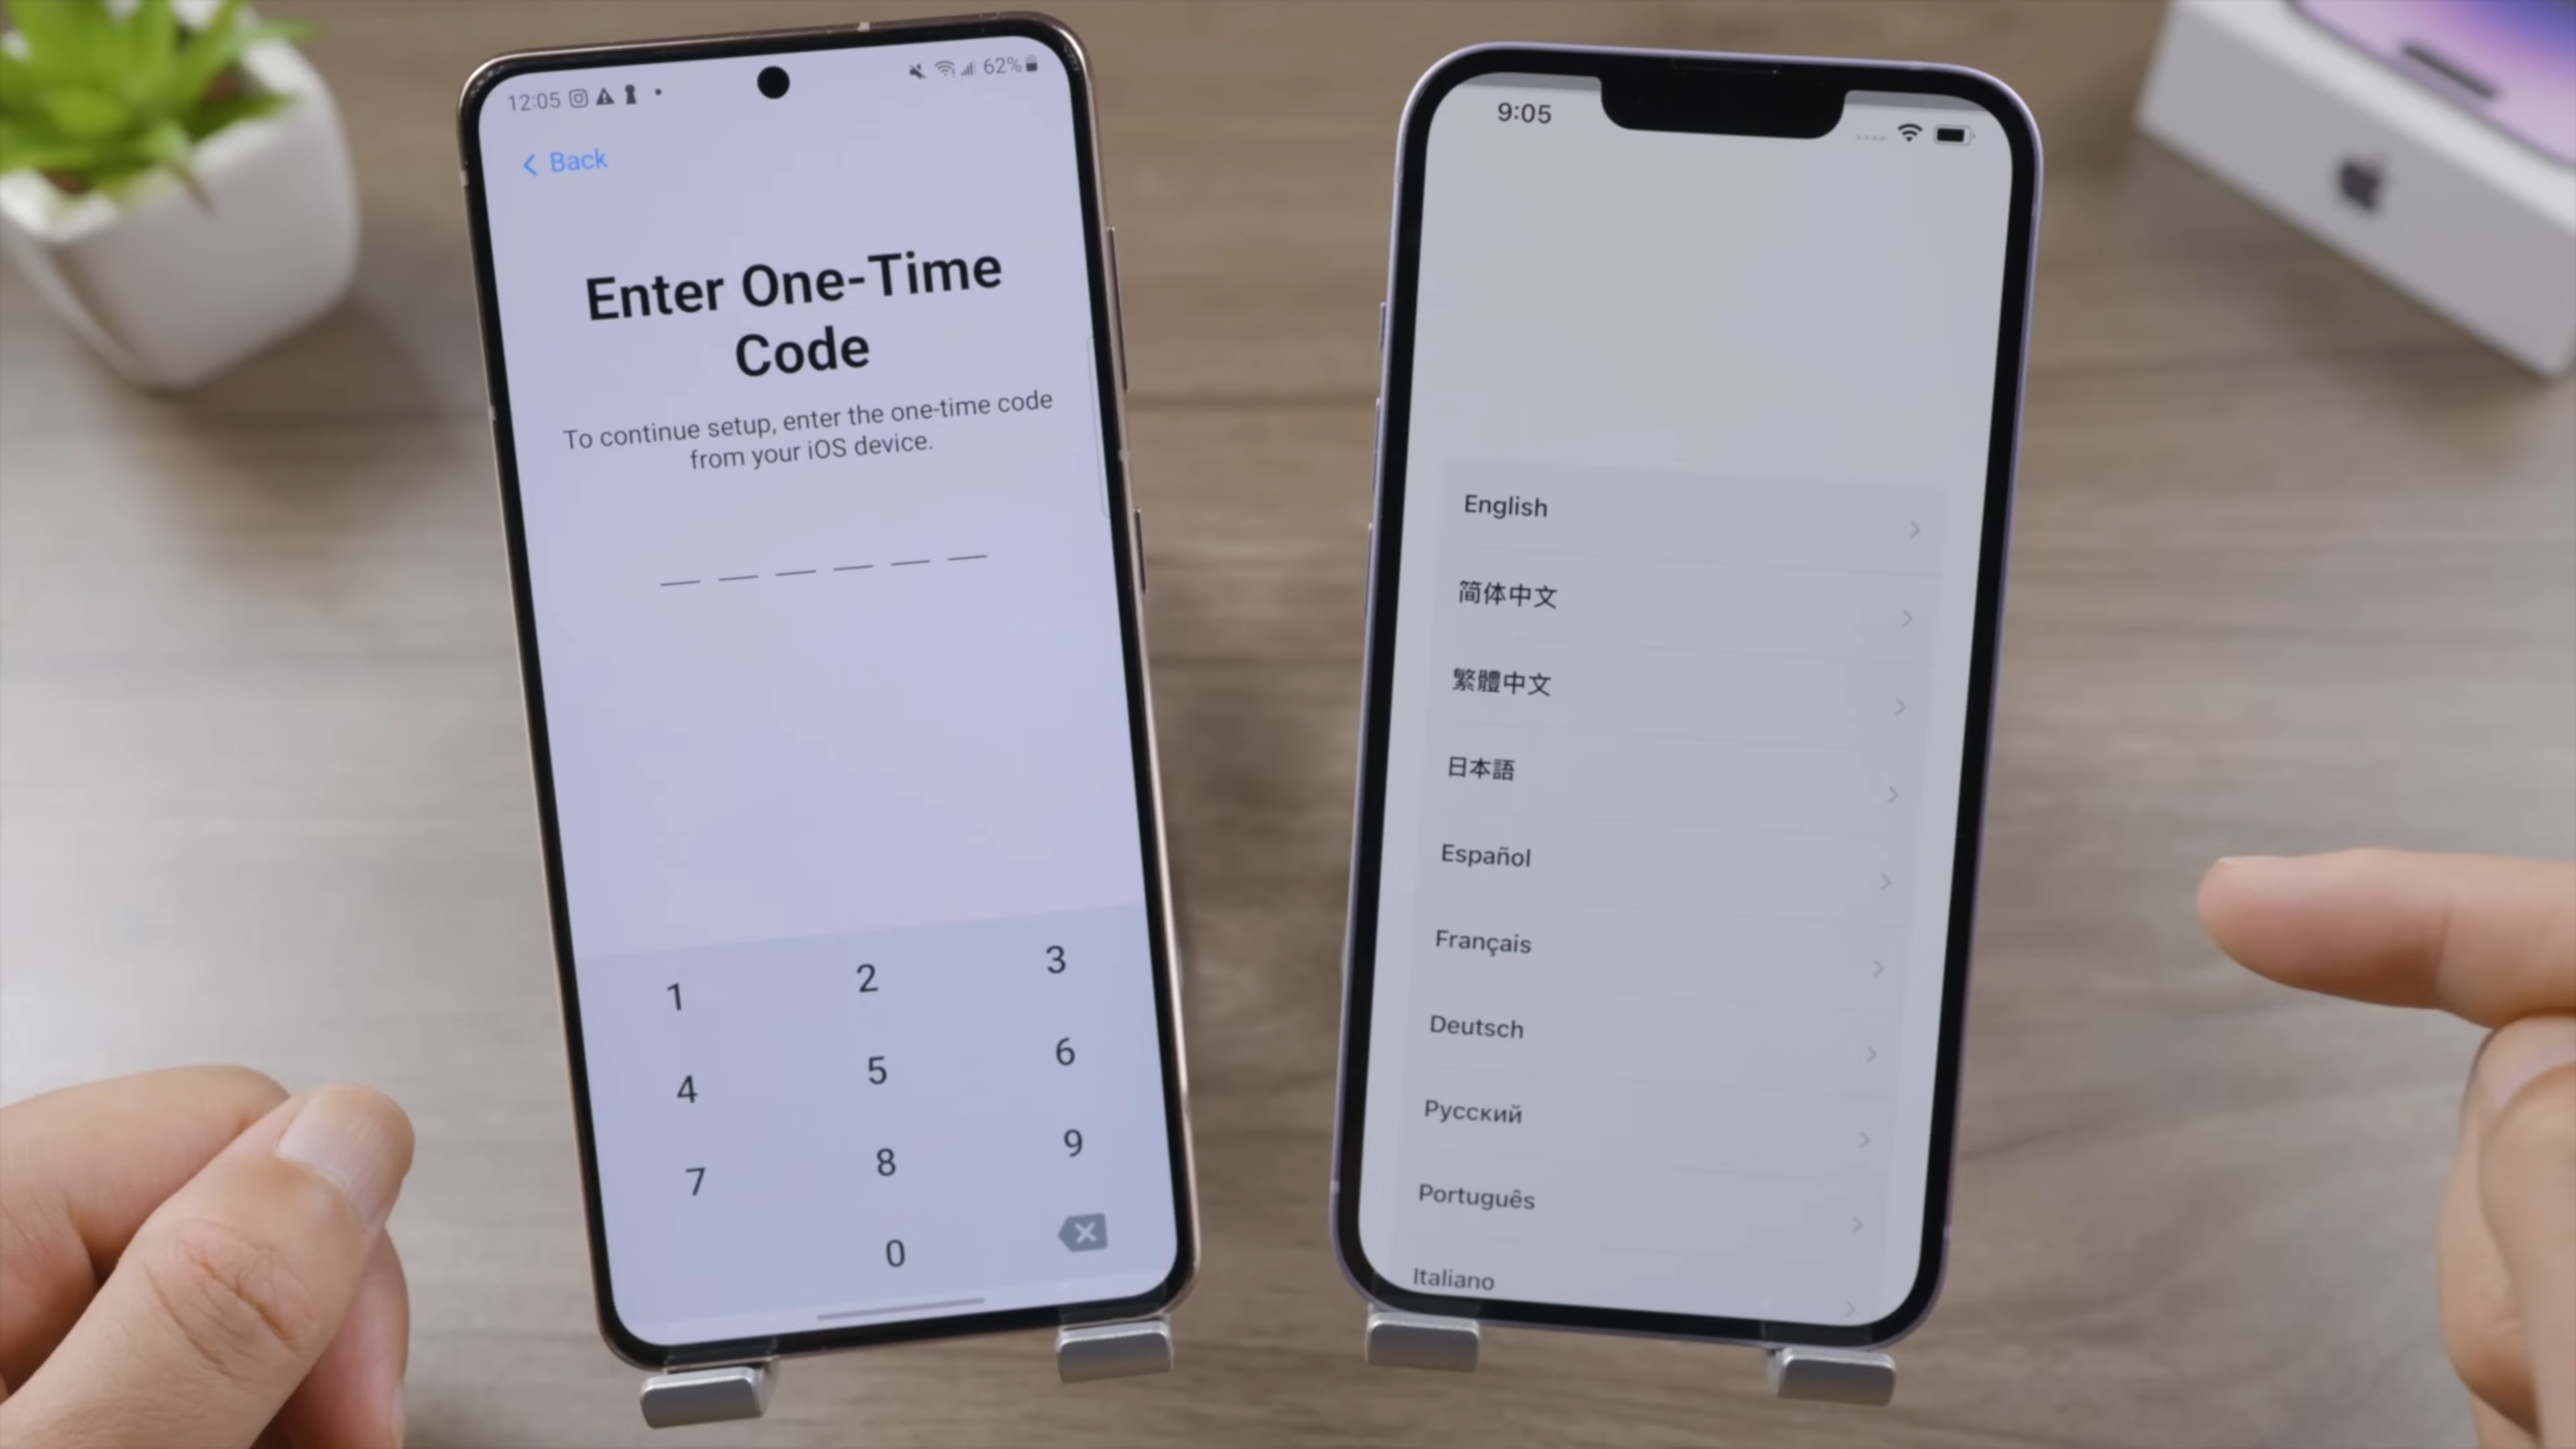 12:05
62%
Back
Enter One-Time
Code
To continue setup, enter the one-time code
from your iOS device.
1 2 3
4 5 6
7 8 9
0
9:05
English
简体中文
繁體中文
日本語
Español
Français
Deutsch
Русский
Português
Italiano